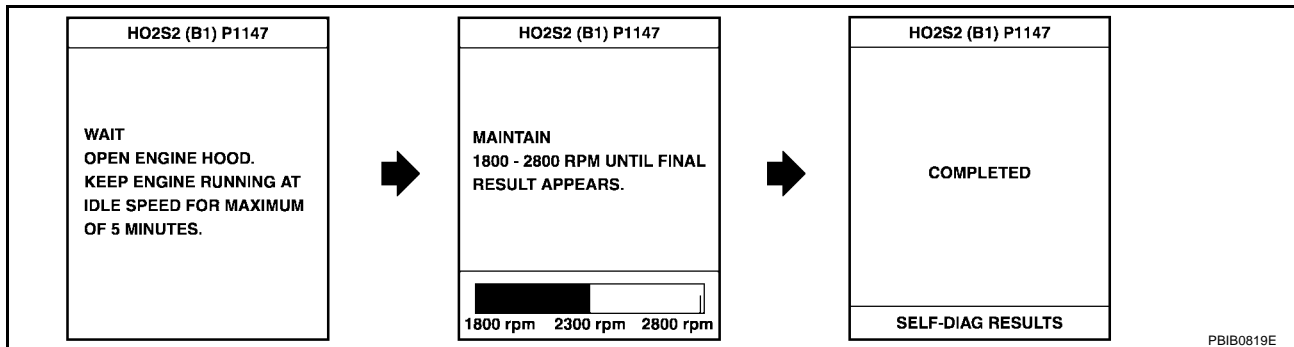 HO2S2 (B1) P1147
WAIT
OPEN ENGINE HOOD.
KEEP ENGINE RUNNING AT
IDLE SPEED FOR MAXIMUM
OF 5 MINUTES.
HO2S2 (B1) P1147
MAINTAIN
1800 - 2800 RPM UNTIL FINAL
RESULT APPEARS.
1800 rpm 2300 rpm 2800 rpm
HO2S2 (B1) P1147
COMPLETED
SELF-DIAG RESULTS
PBIB0819E